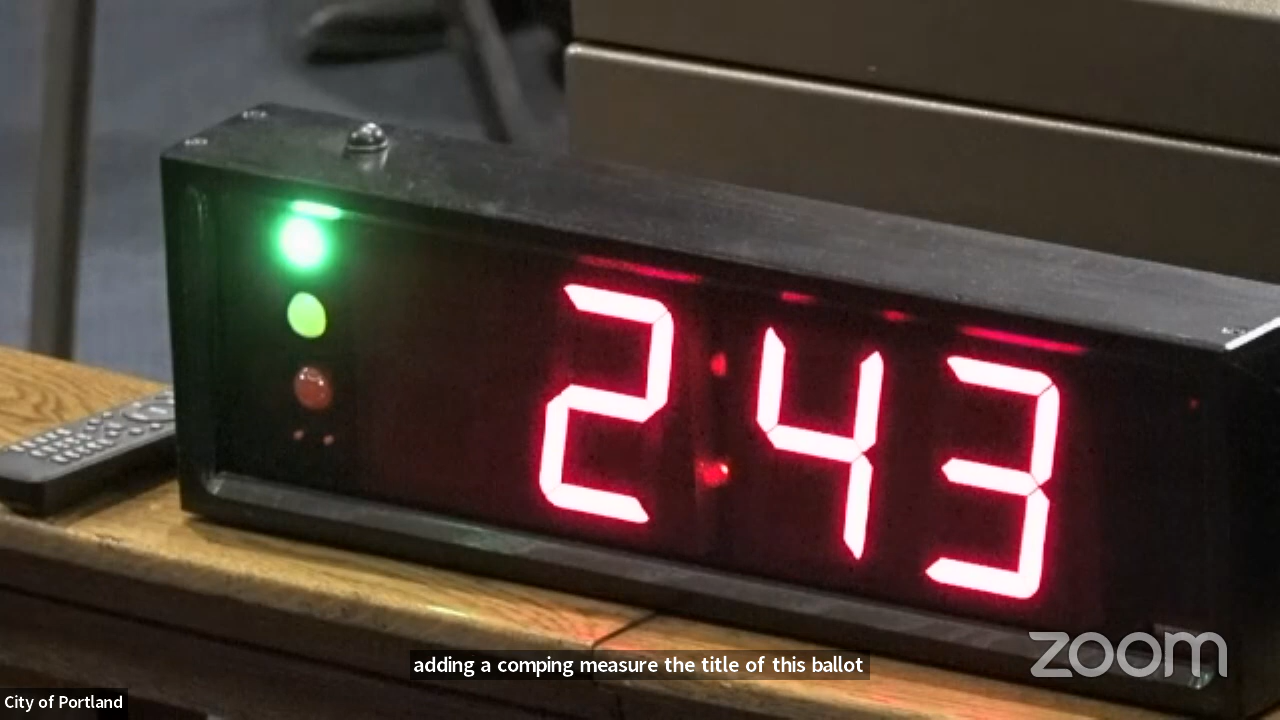 2:43
adding a comping measure the title of this ballot
zoom
City of Portland